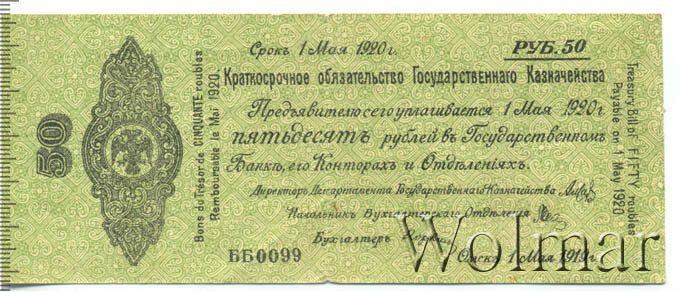 50
Bons du Trésor de CINQUANTE roubles
Remboursable le Mai 1920
Срокъ 1 Мая 1920 г.
РУБ. 50
Краткосрочное обязательство Государственнаго Казначейства
Предъявителю сего уплачивается 1 Мая 1920 г
пятьдесятъ рублей въ Государственномъ
Банкѣ, его Конторахъ и Отдѣленіяхъ.
Директоръ Департамента Государственнаго Казначейства
Начальникъ Бухгалтерскаго Отдѣленія
Бухгалтеръ
ББ0099
Омскъ 1 Мая 1919 г.
Treasury Bill of FIFTY roubles
Payable on 1 May 1920
Wolmar